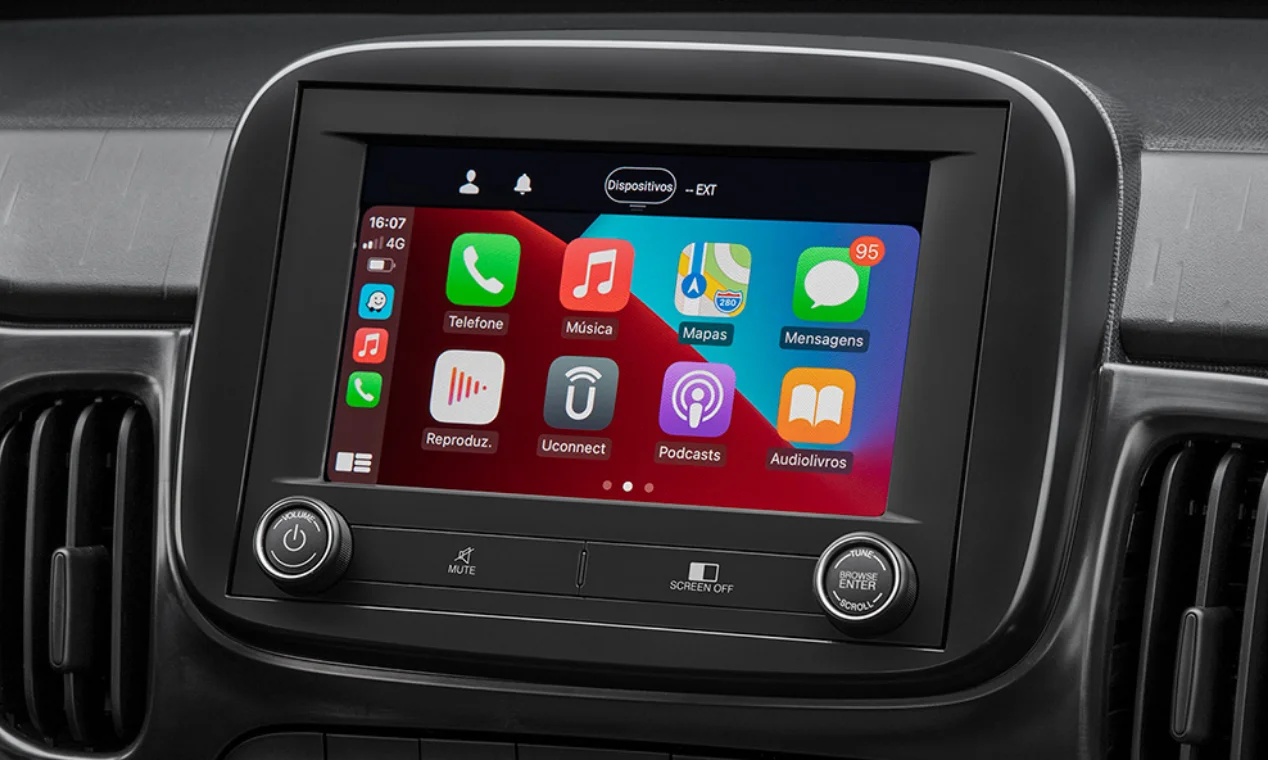 Dispositivos
-- EXT
16:07
4G
95
280
Telefone
Música
Mapas
Mensagens
Reproduz.
Uconnect
Podcasts
Audiolivros
VOLUME
MUTE
SCREEN OFF
TUNE
BROWSE
ENTER
SCROLL